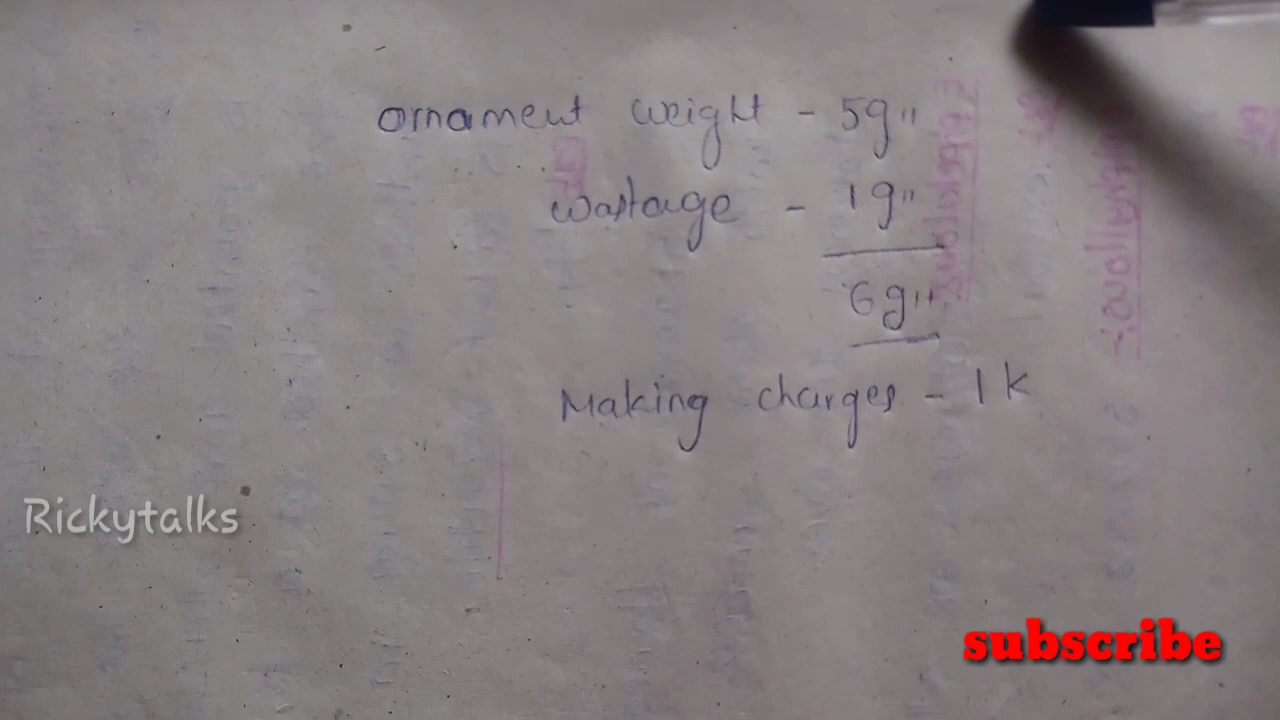 ornament weight - 5g"
wastage - 1g"
6g"
Making charges - 1k
Rickytalks
subscribe